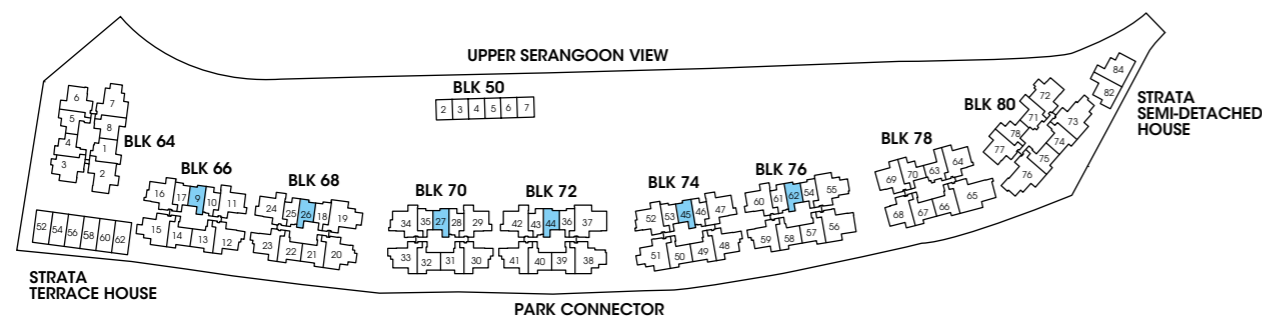 UPPER SERANGOON VIEW
BLK 50
2 3 4 5 6 7
BLK 64
6 7
5 8
4 1
3 2
BLK 66
16 17 9 10 11
15 14 13 12
BLK 68
24 25 26 18 19
23 22 21 20
BLK 70
34 35 27 28 29
33 32 31 30
BLK 72
42 43 44 36 37
41 40 39 38
BLK 74
52 53 45 46 47
51 50 49 48
BLK 76
60 61 62 54 55
59 58 57 56
BLK 78
69 70 63 64
68 67 66 65
BLK 80
72
71 73
78 74
77 75
76
84
82
STRATA
SEMI-DETACHED
HOUSE
52 54 56 58 60 62
STRATA
TERRACE HOUSE
PARK CONNECTOR